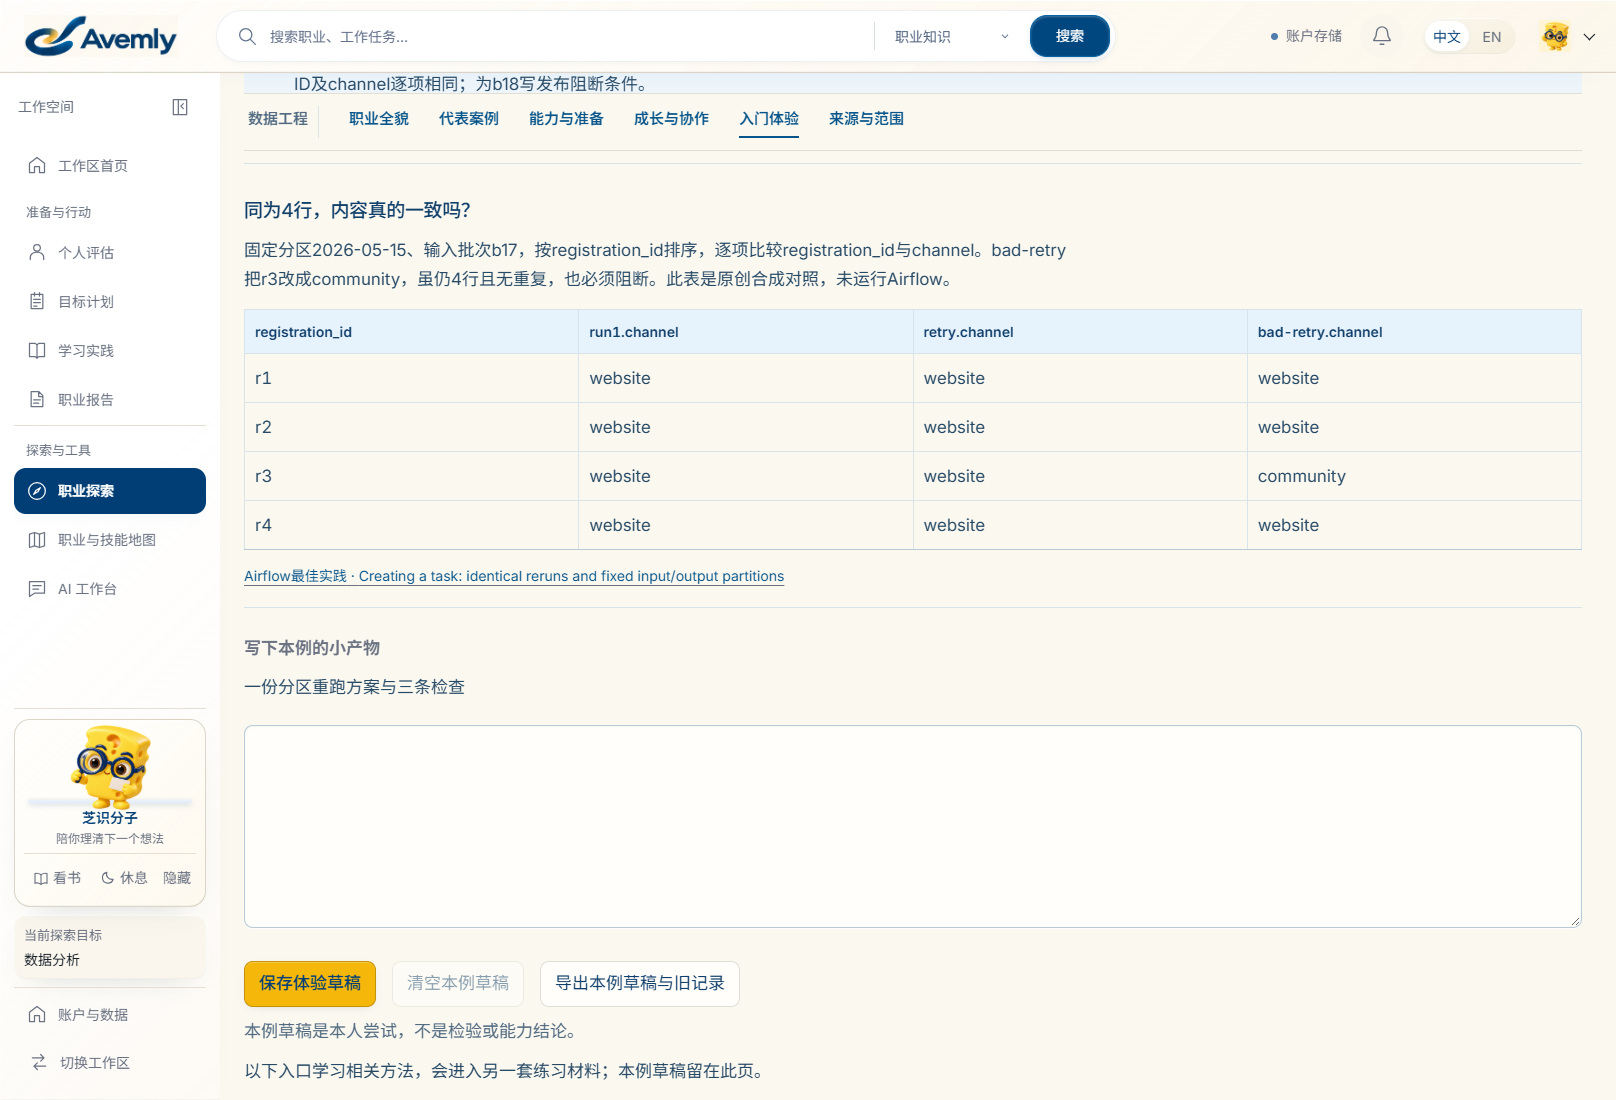 Avemly
搜索职业、工作任务...
职业知识
搜索
账户存储
中文
EN
工作空间
工作区首页
准备与行动
个人评估
目标计划
学习实践
职业报告
探索与工具
职业探索
职业与技能地图
AI 工作台
芝识分子
陪你理清下一个想法
看书
休息
隐藏
当前探索目标
数据分析
账户与数据
切换工作区
ID及channel逐项相同；为b18写发布阻断条件。
数据工程
职业全貌
代表案例
能力与准备
成长与协作
入门体验
来源与范围
同为4行，内容真的一致吗？
固定分区2026-05-15、输入批次b17，按registration_id排序，逐项比较registration_id与channel。bad-retry
把r3改成community，虽仍4行且无重复，也必须阻断。此表是原创合成对照，未运行Airflow。
registration_id run1.channel retry.channel bad-retry.channel
r1 website website website
r2 website website website
r3 website website community
r4 website website website
Airflow最佳实践 · Creating a task: identical reruns and fixed input/output partitions
写下本例的小产物
一份分区重跑方案与三条检查
保存体验草稿
清空本例草稿
导出本例草稿与旧记录
本例草稿是本人尝试，不是检验或能力结论。
以下入口学习相关方法，会进入另一套练习材料；本例草稿留在此页。